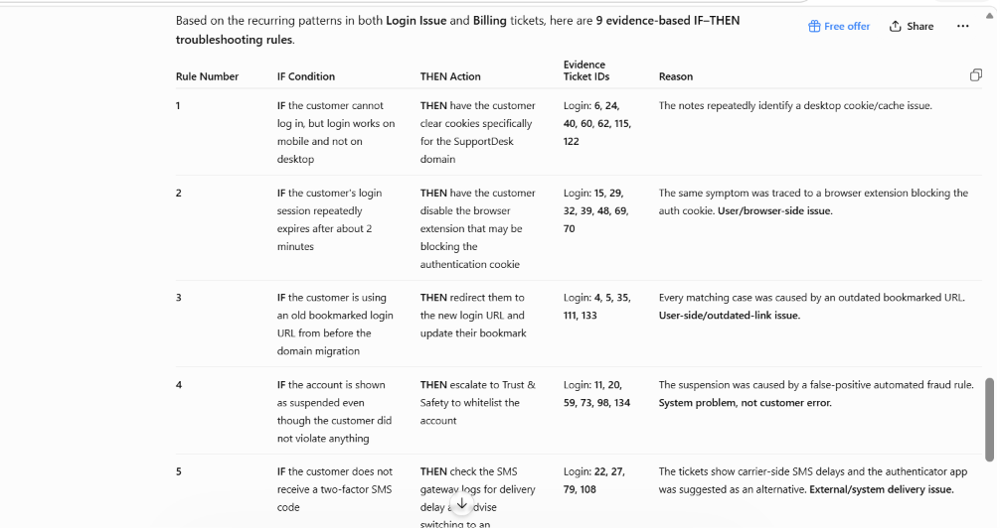 Based on the recurring patterns in both Login Issue and Billing tickets, here are 9 evidence-based IF–THEN
troubleshooting rules.
Free offer
Share
Rule Number
IF Condition
THEN Action
Evidence
Ticket IDs
Reason
1
IF the customer cannot
log in, but login works on
mobile and not on
desktop
THEN have the customer
clear cookies specifically
for the SupportDesk
domain
Login: 6, 24,
40, 60, 62, 115,
122
The notes repeatedly identify a desktop cookie/cache issue.
2
IF the customer's login
session repeatedly
expires after about 2
minutes
THEN have the customer
disable the browser
extension that may be
blocking the
authentication cookie
Login: 15, 29,
32, 39, 48, 69,
70
The same symptom was traced to a browser extension blocking the
auth cookie. User/browser-side issue.
3
IF the customer is using
an old bookmarked login
URL from before the
domain migration
THEN redirect them to
the new login URL and
update their bookmark
Login: 4, 5, 35,
111, 133
Every matching case was caused by an outdated bookmarked URL.
User-side/outdated-link issue.
4
IF the account is shown
as suspended even
though the customer did
not violate anything
THEN escalate to Trust &
Safety to whitelist the
account
Login: 11, 20,
59, 73, 98, 134
The suspension was caused by a false-positive automated fraud rule.
System problem, not customer error.
5
IF the customer does not
receive a two-factor SMS
code
THEN check the SMS
gateway logs for delivery
delay
switching to an
Login: 22, 27,
79, 108
The tickets show carrier-side SMS delays and the authenticator app
was suggested as an alternative. External/system delivery issue.